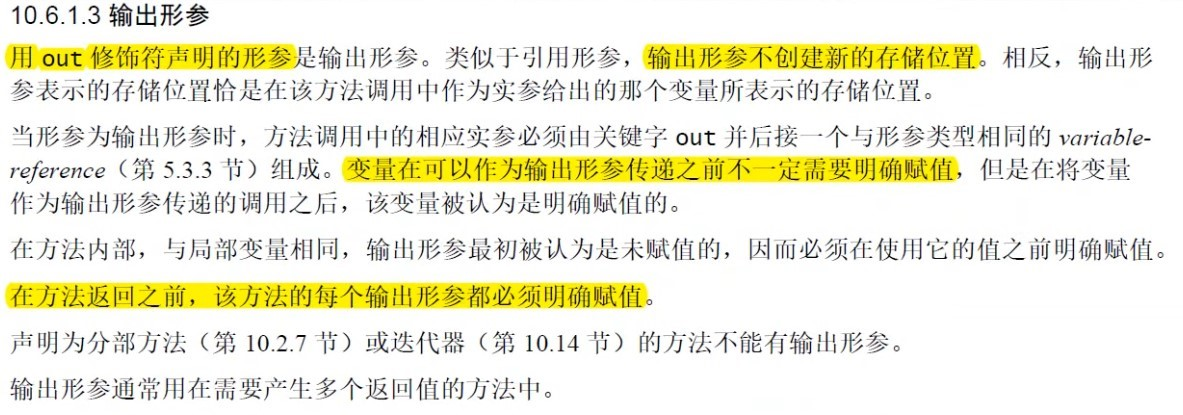 10.6.1.3 输出形参
用 out 修饰符声明的形参是输出形参。类似于引用形参，输出形参不创建新的存储位置。相反，输出形
参表示的存储位置恰是在该方法调用中作为实参给出的那个变量所表示的存储位置。
当形参为输出形参时，方法调用中的相应实参必须由关键字 out 并后接一个与形参类型相同的 variable-
reference（第 5.3.3 节）组成。变量在可以作为输出形参传递之前不一定需要明确赋值，但是在将变量
作为输出形参传递的调用之后，该变量被认为是明确赋值的。
在方法内部，与局部变量相同，输出形参最初被认为是未赋值的，因而必须在使用它的值之前明确赋值。
在方法返回之前，该方法的每个输出形参都必须明确赋值。
声明为分部方法（第 10.2.7 节）或迭代器（第 10.14 节）的方法不能有输出形参。
输出形参通常用在需要产生多个返回值的方法中。